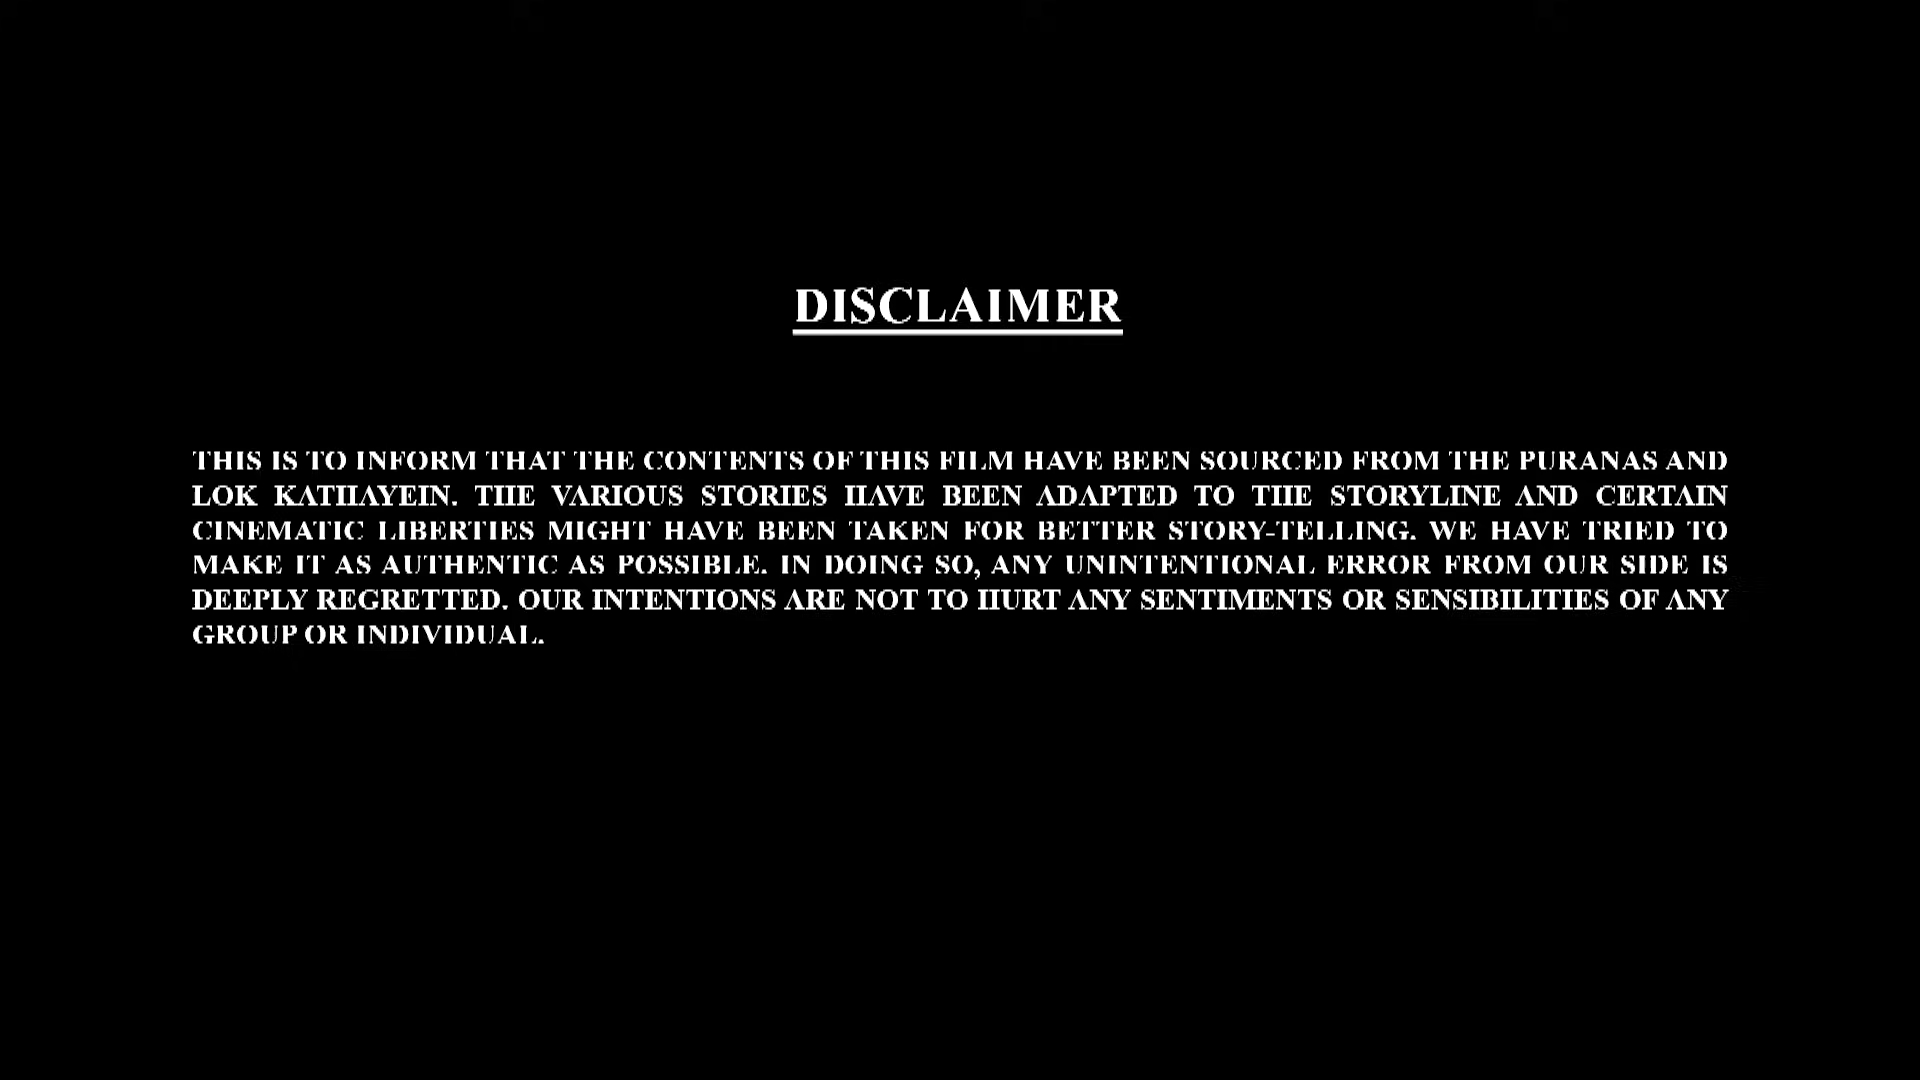 DISCLAIMER
THIS IS TO INFORM THAT THE CONTENTS OF THIS FILM HAVE BEEN SOURCED FROM THE PURANAS AND
LOK KATHAYEIN. THE VARIOUS STORIES HAVE BEEN ADAPTED TO THE STORYLINE AND CERTAIN
CINEMATIC LIBERTIES MIGHT HAVE BEEN TAKEN FOR BETTER STORY-TELLING. WE HAVE TRIED TO
MAKE IT AS AUTHENTIC AS POSSIBLE. IN DOING SO, ANY UNINTENTIONAL ERROR FROM OUR SIDE IS
DEEPLY REGRETTED. OUR INTENTIONS ARE NOT TO HURT ANY SENTIMENTS OR SENSIBILITIES OF ANY
GROUP OR INDIVIDUAL.